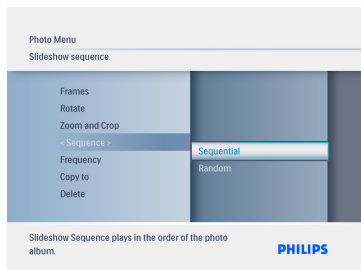 Photo Menu
Slideshow sequence
Frames
Rotate
Zoom and Crop
< Sequence >
Frequency
Copy to
Delete
Sequential
Random
Slideshow Sequence plays in the order of the photo
album.
PHILIPS